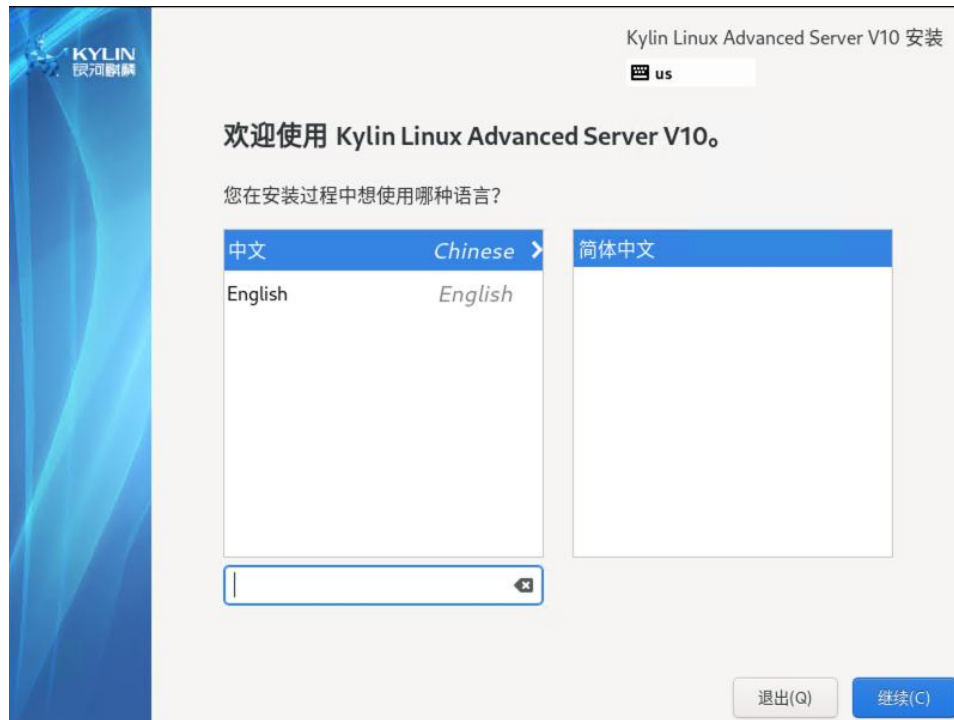 KYLIN
银河麒麟
Kylin Linux Advanced Server V10 安装
us
欢迎使用 Kylin Linux Advanced Server V10。
您在安装过程中想使用哪种语言？
中文 Chinese
简体中文
English English
退出(Q) 继续(C)